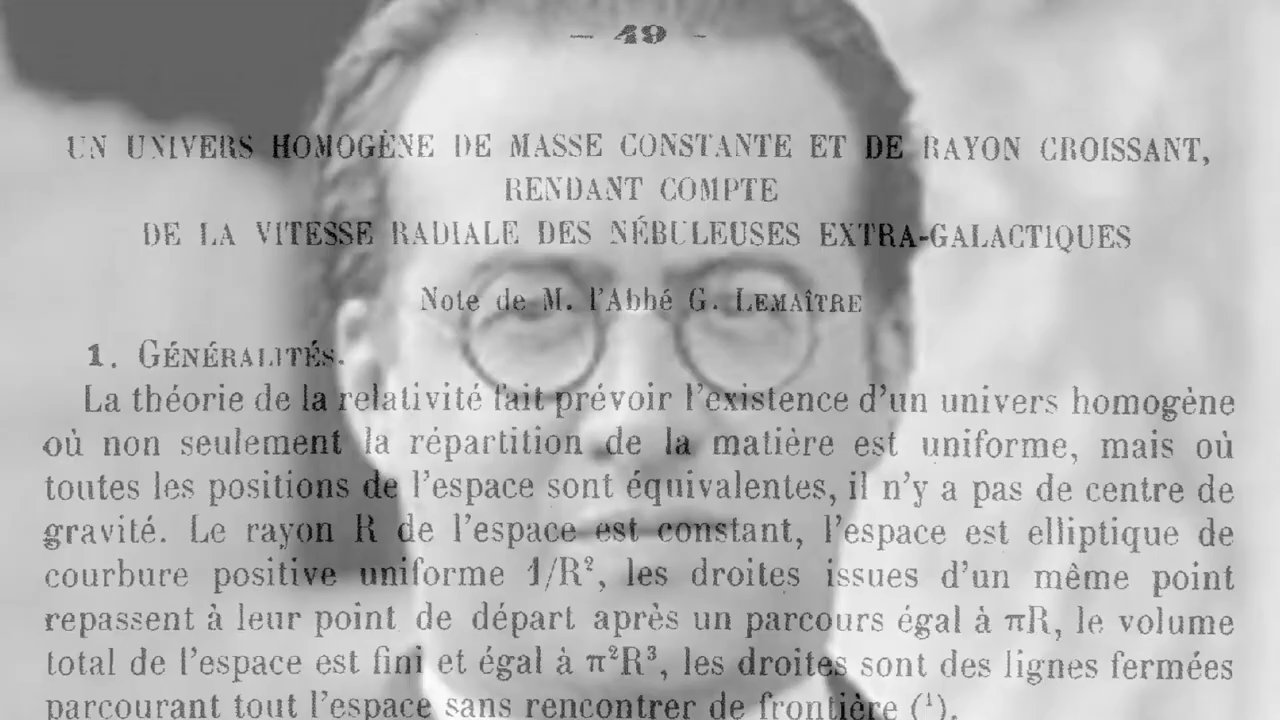 — 49 —
UN UNIVERS HOMOGÈNE DE MASSE CONSTANTE ET DE RAYON CROISSANT,
RENDANT COMPTE
DE LA VITESSE RADIALE DES NÉBULEUSES EXTRA-GALACTIQUES
Note de M. l'Abbé G. LEMAÎTRE
1. GÉNÉRALITÉS.
La théorie de la relativité fait prévoir l'existence d'un univers homogène
où non seulement la répartition de la matière est uniforme, mais où
toutes les positions de l'espace sont équivalentes, il n'y a pas de centre de
gravité. Le rayon R de l'espace est constant, l'espace est elliptique de
courbure positive uniforme 1/R², les droites issues d'un même point
repassent à leur point de départ après un parcours égal à πR, le volume
total de l'espace est fini et égal à π²R³, les droites sont des lignes fermées
parcourant tout l'espace sans rencontrer de frontière (¹).